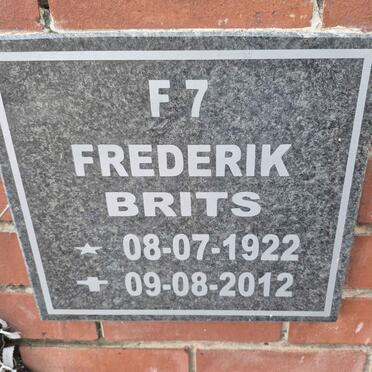 F 7
FREDERIK
BRITS
08-07-1922
09-08-2012